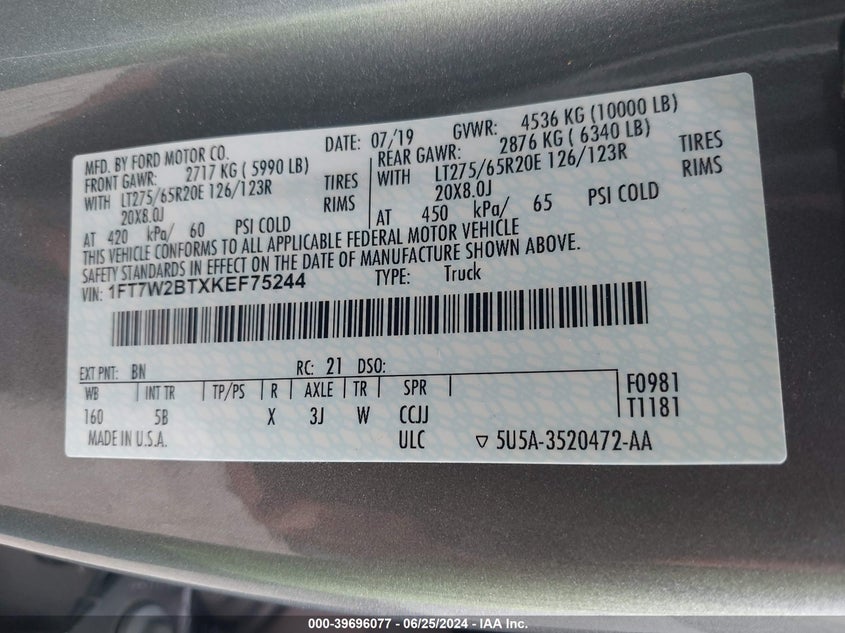 MFD. BY FORD MOTOR CO. DATE: 07/19 GVWR: 4536 KG (10000 LB)
FRONT GAWR: 2717 KG ( 5990 LB) REAR GAWR: 2876 KG ( 6340 LB)
WITH LT275/65R20E 126/123R TIRES WITH LT275/65R20E 126/123R TIRES
20X8.0J RIMS 20X8.0J RIMS
AT 420 kPa/ 60 PSI COLD AT 450 kPa/ 65 PSI COLD
THIS VEHICLE CONFORMS TO ALL APPLICABLE FEDERAL MOTOR VEHICLE
SAFETY STANDARDS IN EFFECT ON THE DATE OF MANUFACTURE SHOWN ABOVE.
VIN: 1FT7W2BTXKEF75244 TYPE: Truck
EXT PNT: BN RC: 21 DSO:
WB INT TR TP/PS R AXLE TR SPR F0981
160 5B X 3J W CCJJ T1181
MADE IN U.S.A. ULC ▽ 5U5A-3520472-AA
000-39696077 - 06/25/2024 - IAA Inc.